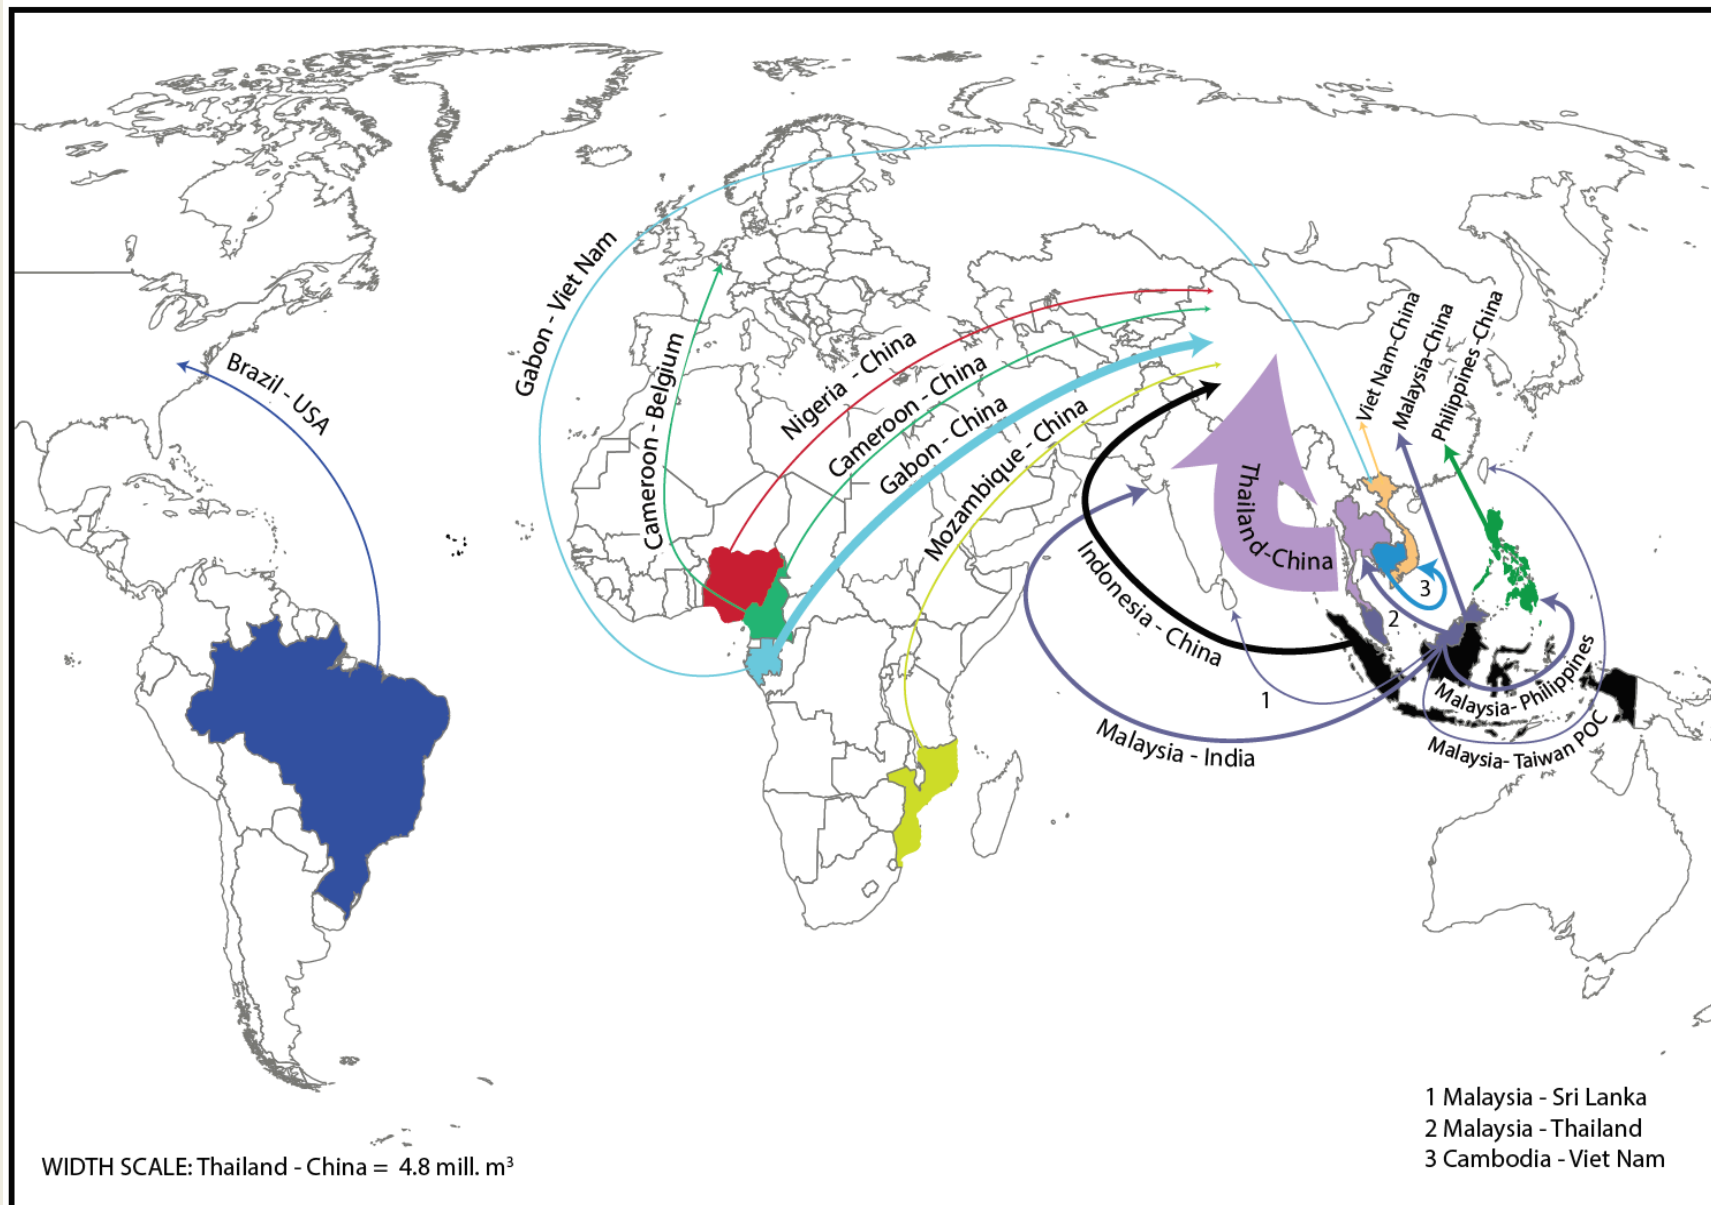 Gabon - Viet Nam
Brazil - USA
Cameroon - Belgium
Nigeria - China
Cameroon - China
Gabon - China
Mozambique - China
Indonesia - China
Thailand-China
Viet Nam-China
Malaysia-China
Philippines -China
3
2
1
Malaysia - India
Malaysia- Philippines
Malaysia- Taiwan POC
1 Malaysia - Sri Lanka
2 Malaysia - Thailand
3 Cambodia - Viet Nam
WIDTH SCALE: Thailand - China = 4.8 mill. m³